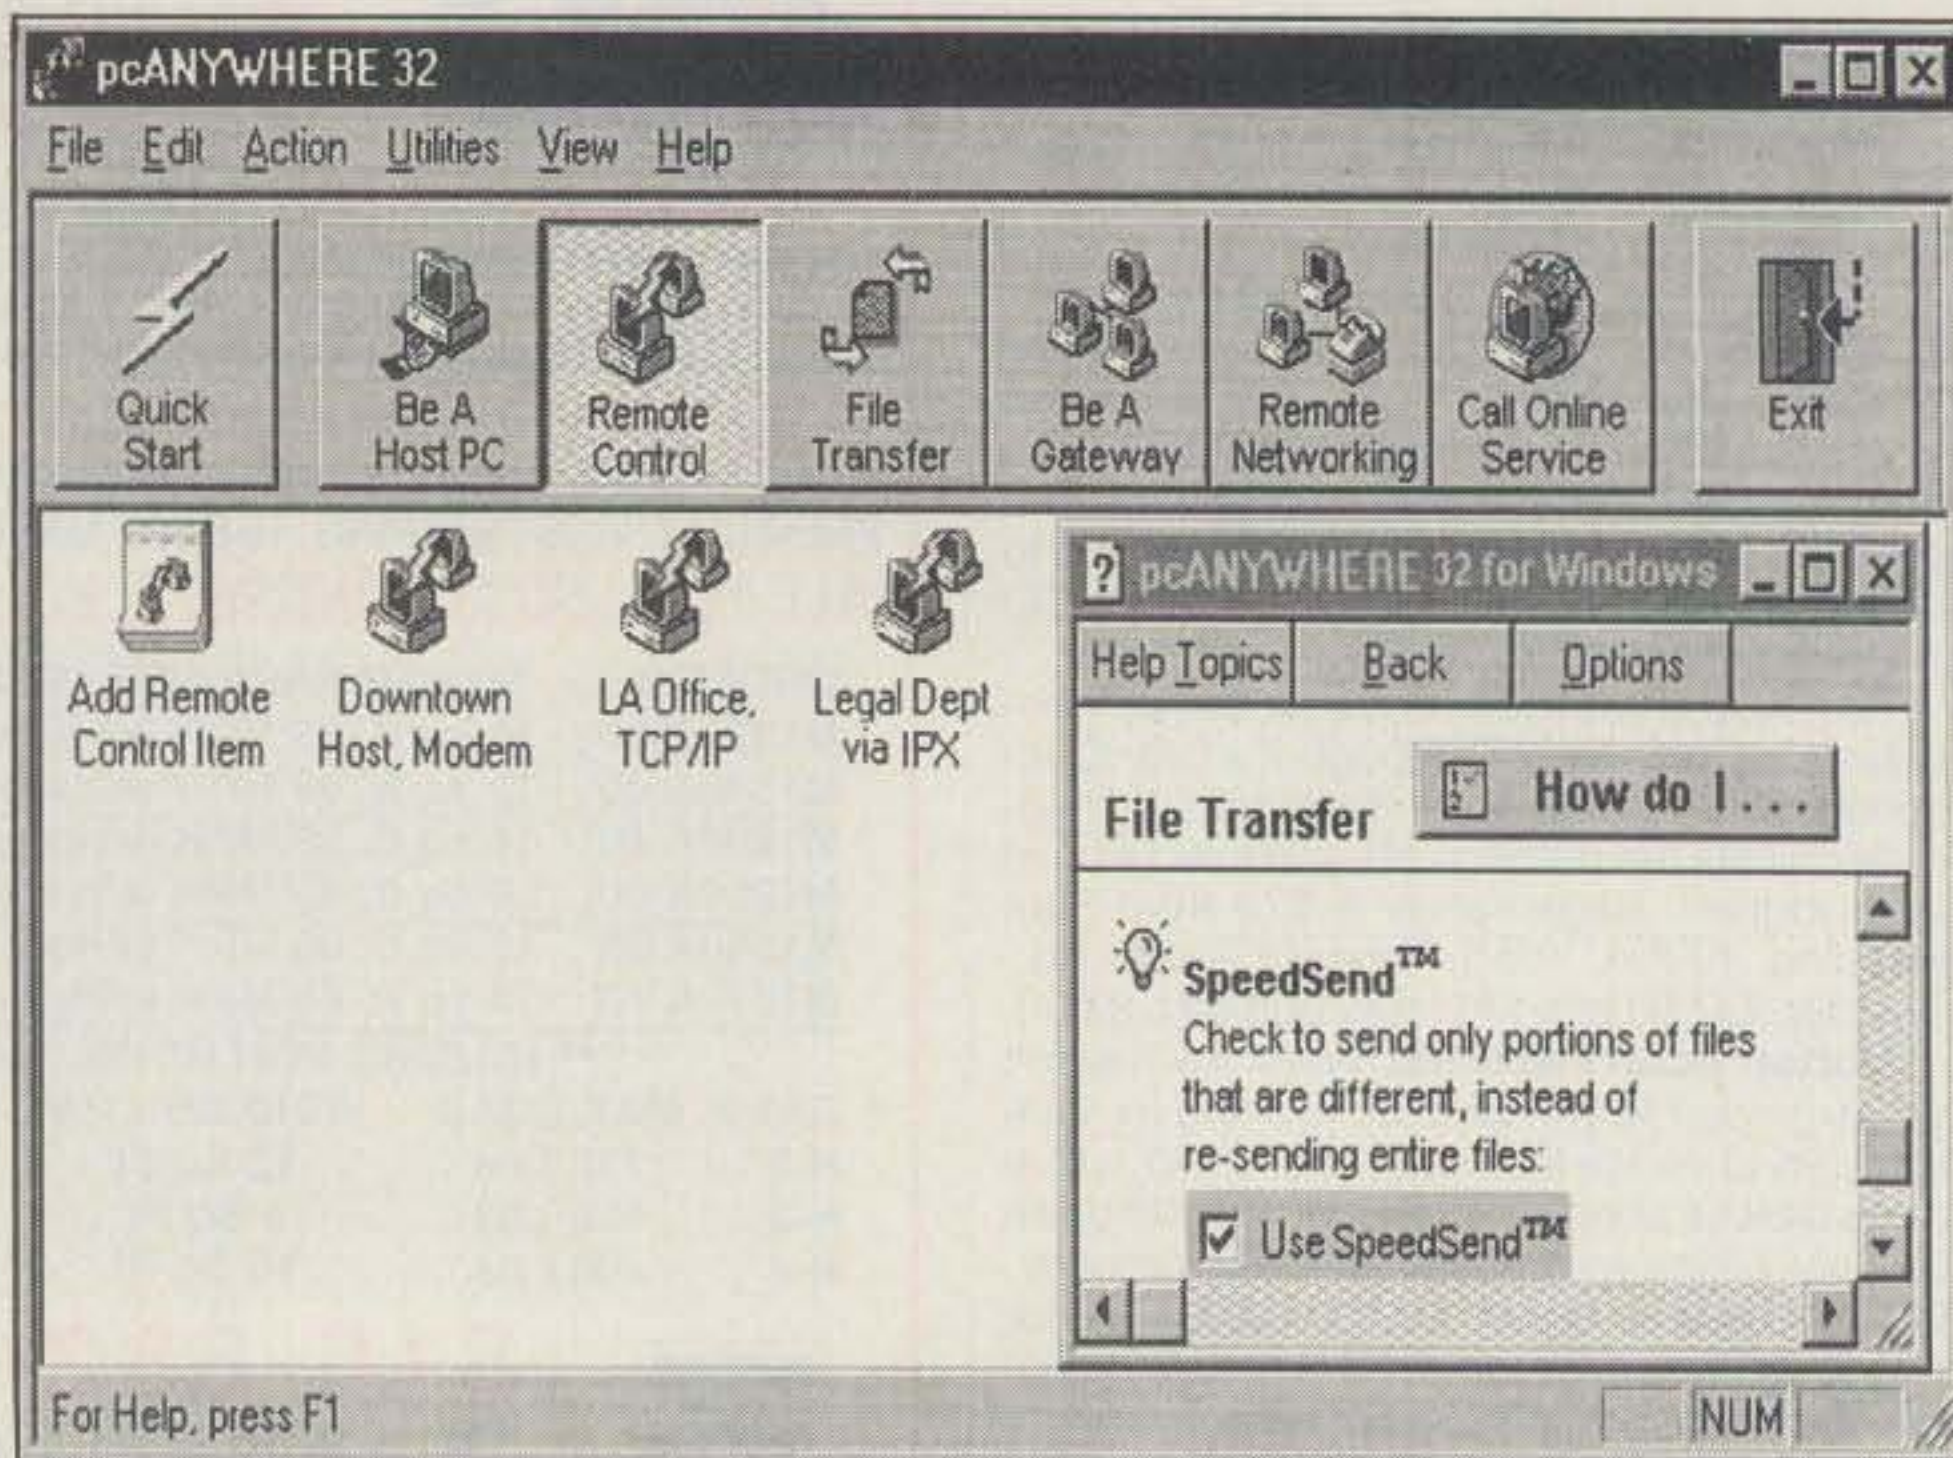 pcANYWHERE 32
File Edit Action Utilities View Help
Quick Start
Be A Host PC
Remote Control
File Transfer
Be A Gateway
Remote Networking
Call Online Service
Exit
Add Remote Control Item
Downtown Host, Modem
LA Office, TCP/IP
Legal Dept via IPX
? pcANYWHERE 32 for Windows
Help Topics Back Options
File Transfer
How do I . . .
SpeedSend™
Check to send only portions of files
that are different, instead of
re-sending entire files:
Use SpeedSend™
For Help, press F1
NUM